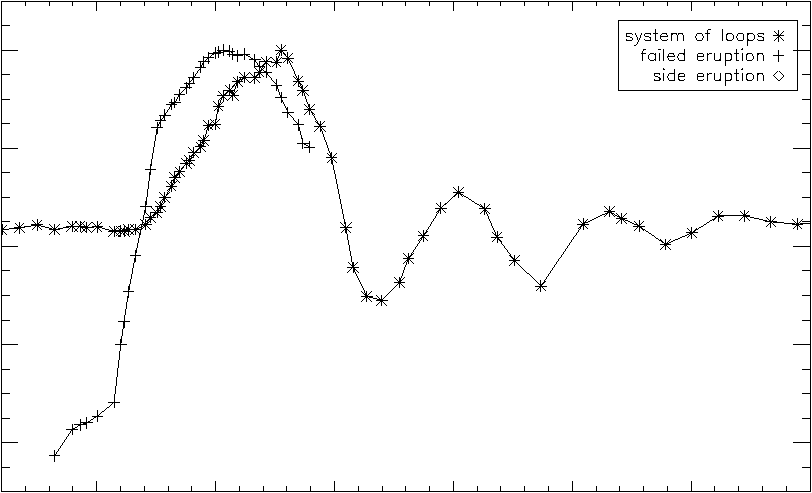 system of loops
failed eruption
side eruption